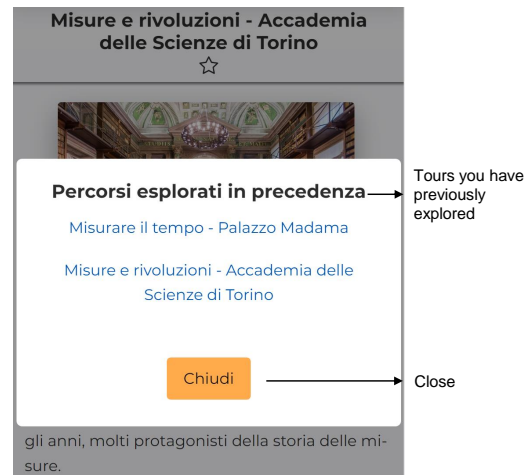 Misure e rivoluzioni - Accademia
delle Scienze di Torino
Percorsi esplorati in precedenza
Tours you have
previously
explored
Misurare il tempo - Palazzo Madama
Misure e rivoluzioni - Accademia delle
Scienze di Torino
Chiudi
Close
gli anni, molti protagonisti della storia delle mi-
sure.